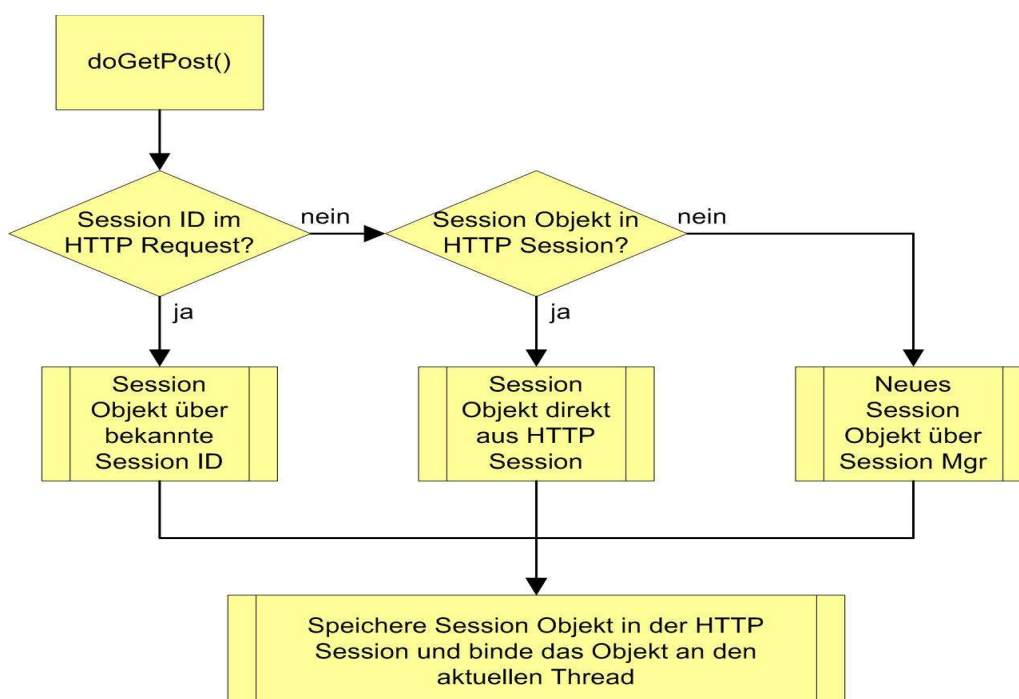 doGetPost()
Session ID im
HTTP Request?
nein
Session Objekt in
HTTP Session?
nein
ja
ja
Session
Objekt über
bekannte
Session ID
Session
Objekt direkt
aus HTTP
Session
Neues
Session
Objekt über
Session Mgr
Speichere Session Objekt in der HTTP
Session und binde das Objekt an den
aktuellen Thread